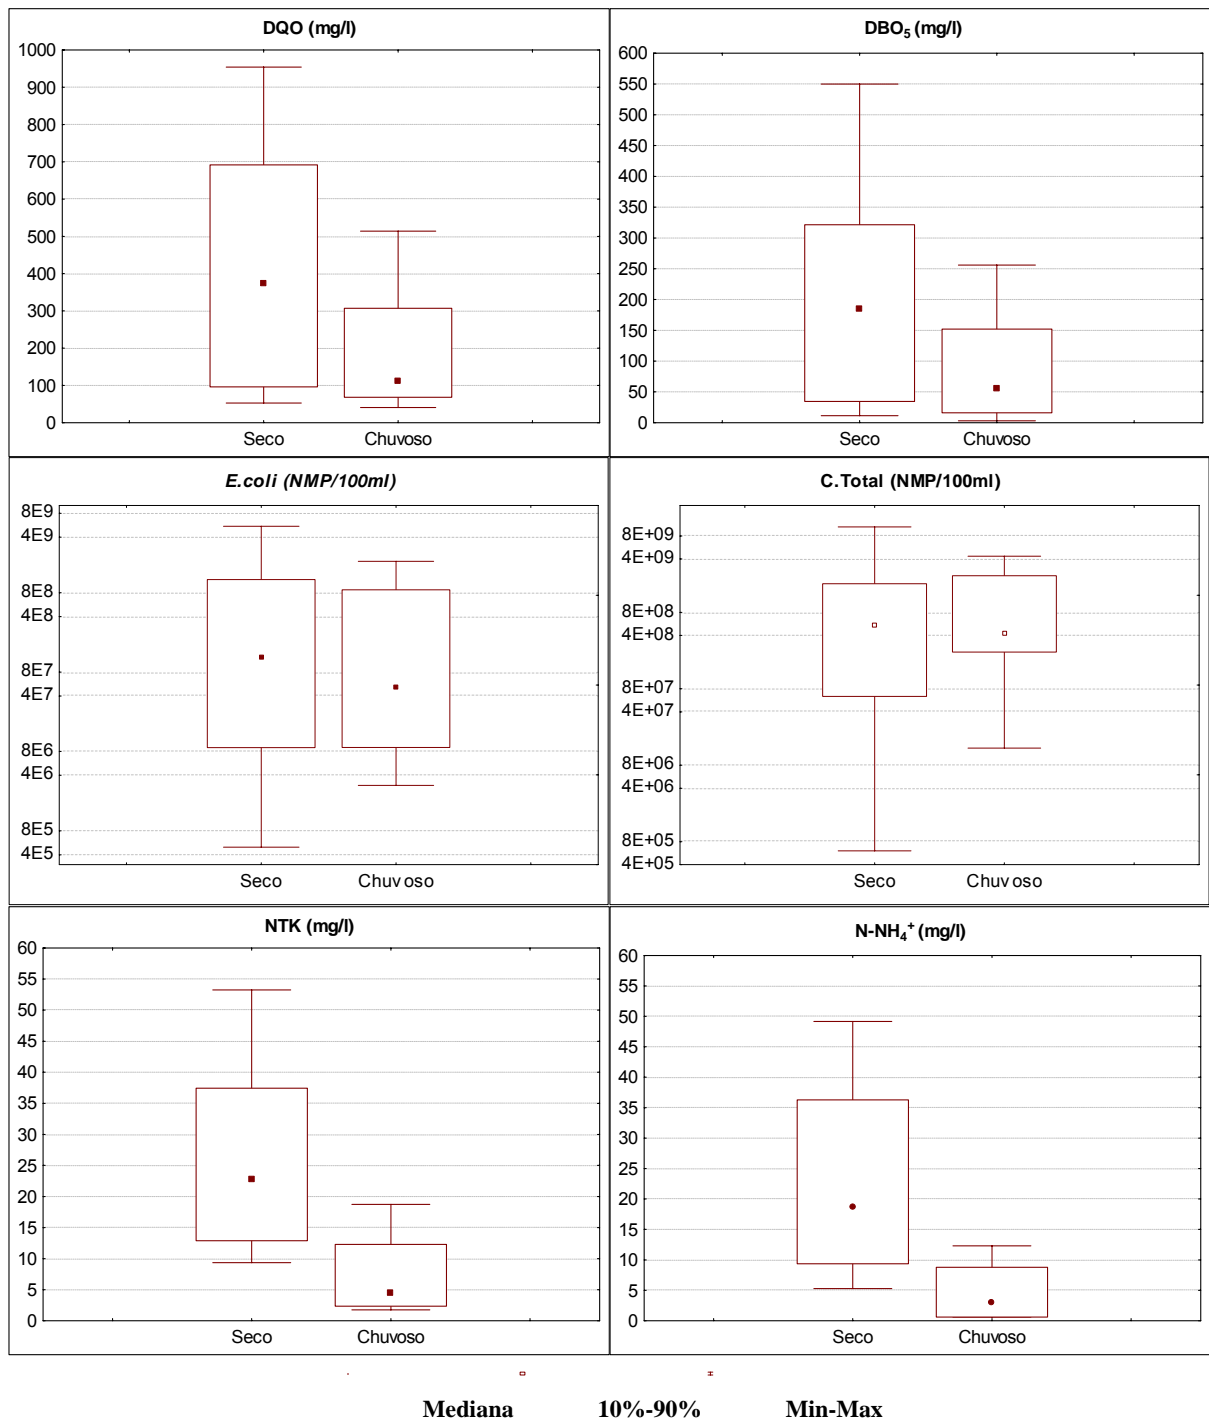 DQO (mg/l)
1000
900
800
700
600
500
400
300
200
100
0
Seco Chuvoso
DBO₅ (mg/l)
600
550
500
450
400
350
300
250
200
150
100
50
0
Seco Chuvoso
E.coli (NMP/100ml)
8E9
4E9
8E8
4E8
8E7
4E7
8E6
4E6
8E5
4E5
Seco Chuvoso
C.Total (NMP/100ml)
8E+09
4E+09
8E+08
4E+08
8E+07
4E+07
8E+06
4E+06
8E+05
4E+05
Seco Chuvoso
NTK (mg/l)
60
55
50
45
40
35
30
25
20
15
10
5
0
Seco Chuvoso
N-NH₄⁺ (mg/l)
60
55
50
45
40
35
30
25
20
15
10
5
0
Seco Chuvoso
Mediana 10%-90% Min-Max